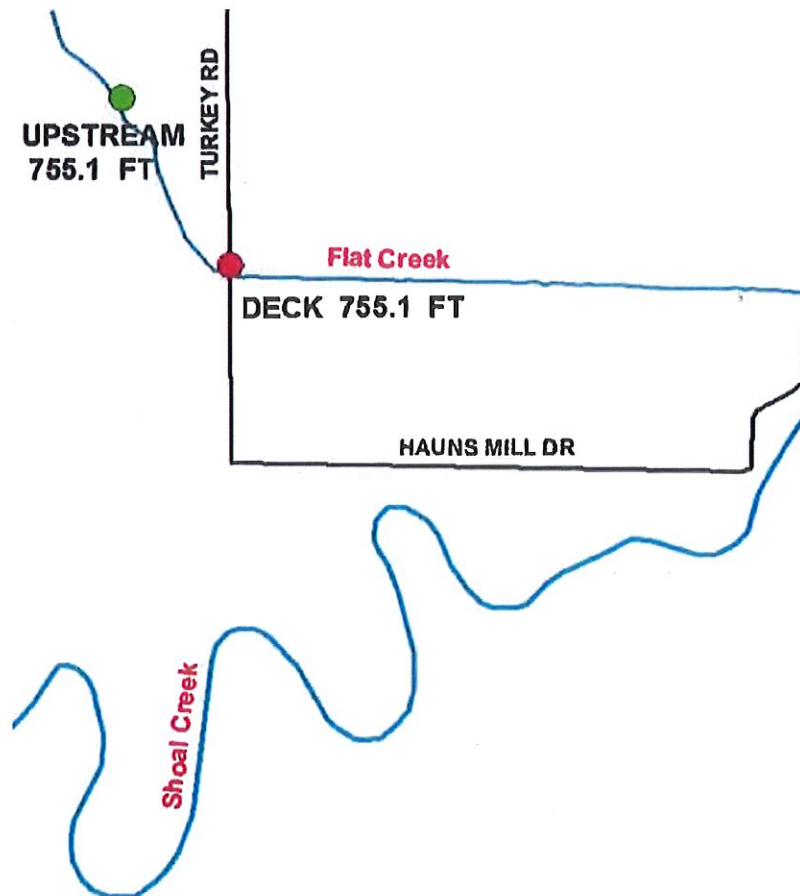 TURKEY RD
UPSTREAM
755.1 FT
Flat Creek
DECK 755.1 FT
HAUNS MILL DR
Shoal Creek